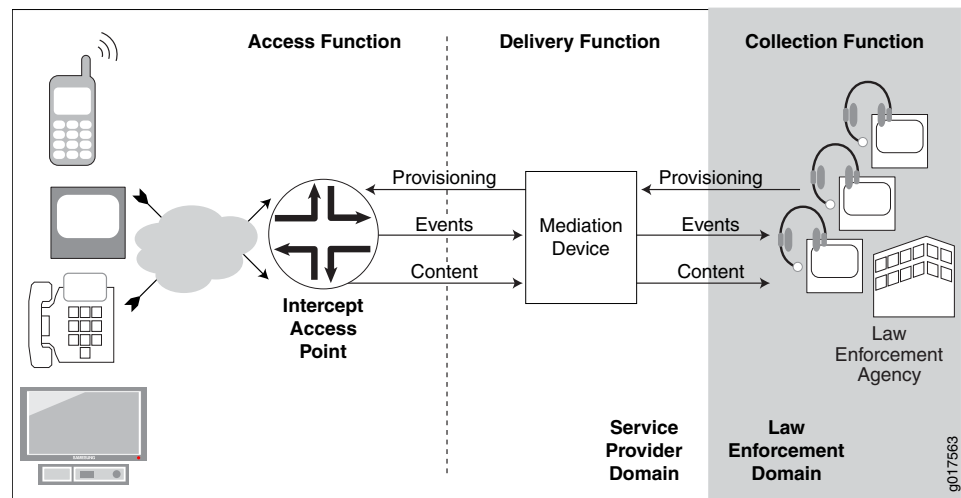 Access Function
Delivery Function
Collection Function
Provisioning
Events
Content
Intercept
Access
Point
Mediation
Device
Provisioning
Events
Content
Law
Enforcement
Agency
Service
Provider
Domain
Law
Enforcement
Domain
SAMSUNG
g017563